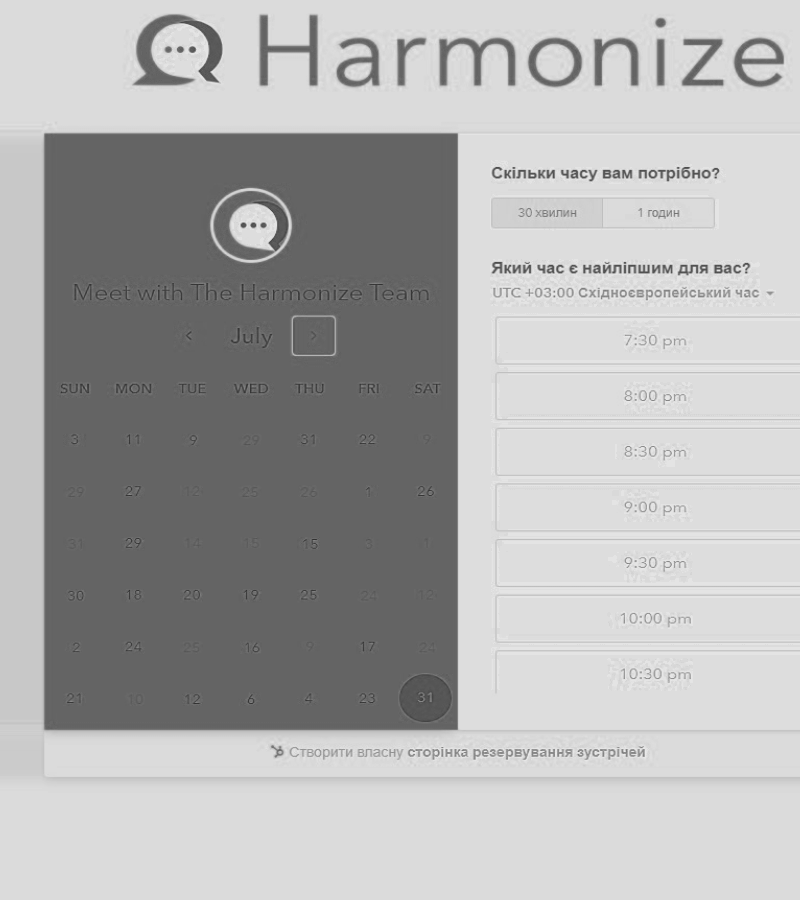 Harmonize
Meet with The Harmonize Team
July
SUN MON TUE WED THU FRI SAT
3 11 9 29 31 22 9
29 27 12 25 26 1 26
31 29 14 15 15 3 1
30 18 20 19 25 24 12
2 24 25 16 9 17 24
21 10 12 6 4 23 31
Скільки часу вам потрібно?
30 хвилин 1 годин
Який час є найліпшим для вас?
UTC +03:00 Східноєвропейський час
7:30 pm
8:00 pm
8:30 pm
9:00 pm
9:30 pm
10:00 pm
10:30 pm
Створити власну сторінка резервування зустрічей